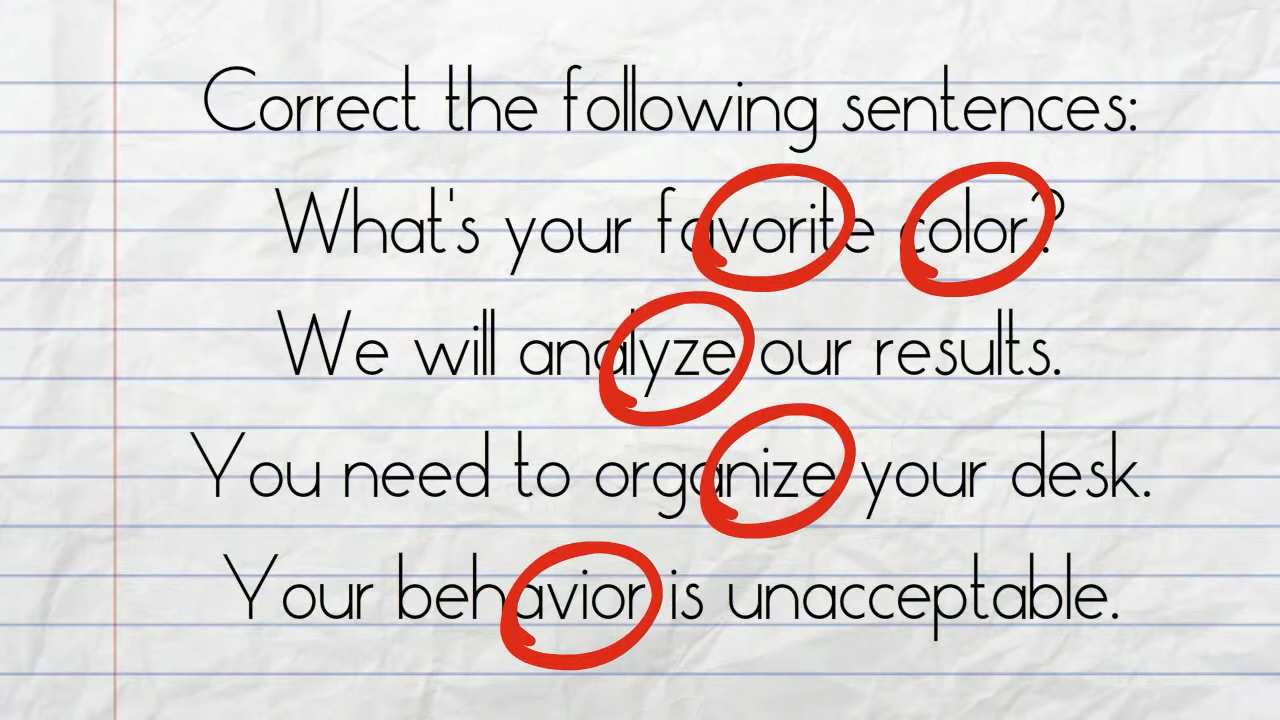 Correct the following sentences:
What's your favorite color?
We will analyze our results.
You need to organize your desk.
Your behavior is unacceptable.